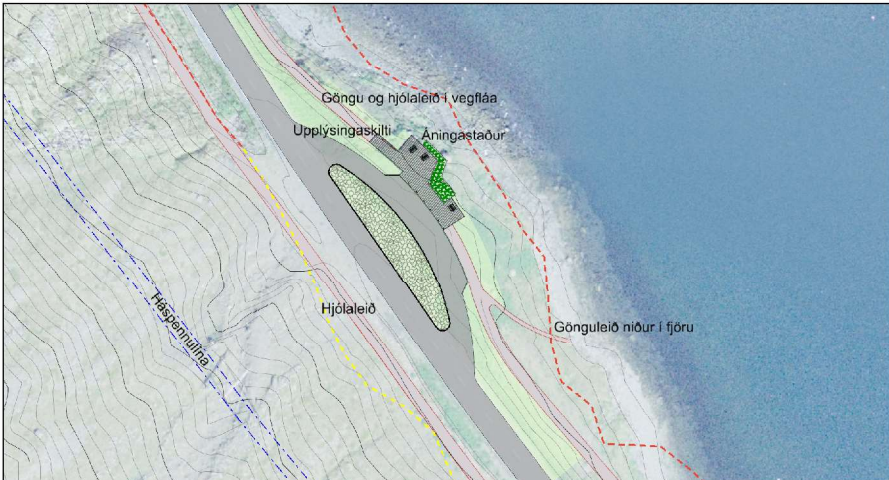 Göngu og hjólaleið í vegfláa
Upplýsingaskilti
Áningastaður
Hjólaleið
Gönguleið niður í fjöru
Háspennulína